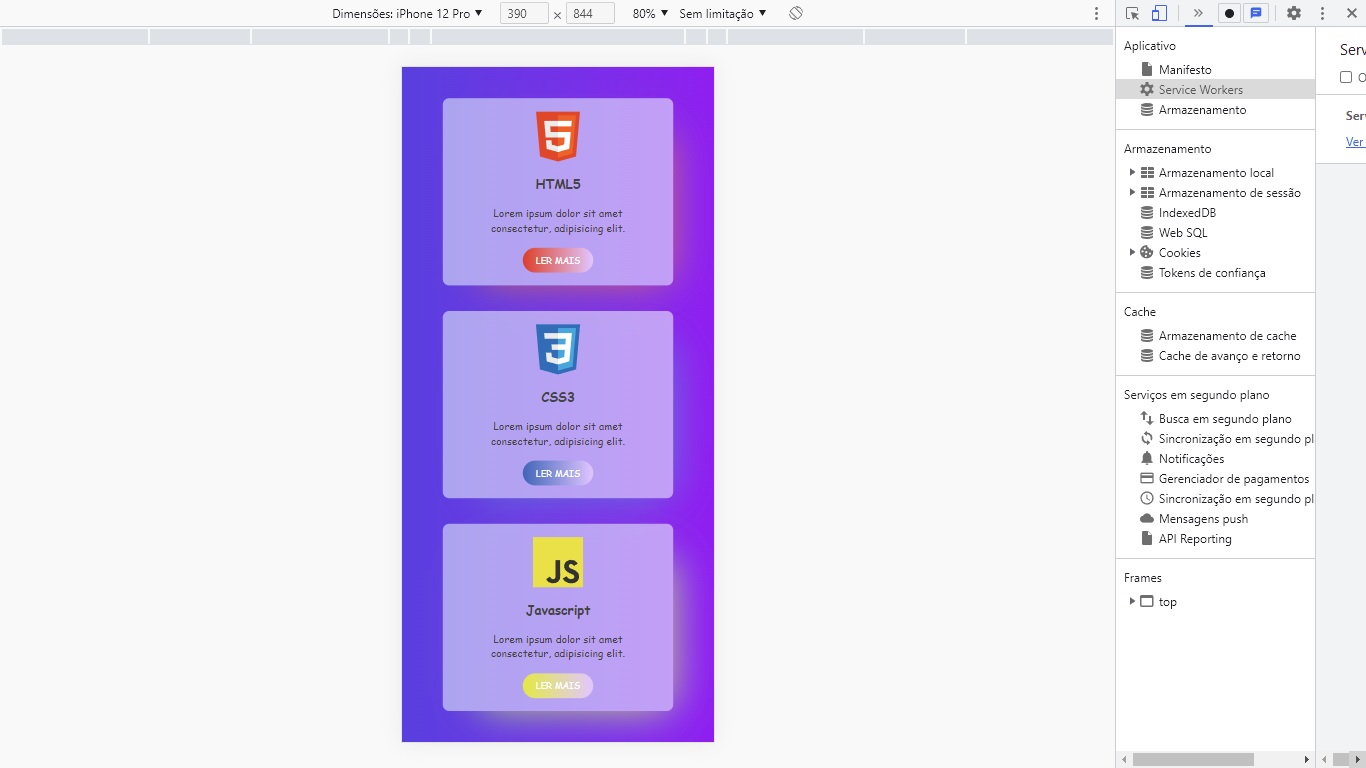 Dimensões: iPhone 12 Pro ▼ 390 × 844 80% ▼ Sem limitação ▼
5
HTML5
Lorem ipsum dolor sit amet
consectetur, adipisicing elit.
LER MAIS
3
CSS3
Lorem ipsum dolor sit amet
consectetur, adipisicing elit.
LER MAIS
JS
Javascript
Lorem ipsum dolor sit amet
consectetur, adipisicing elit.
LER MAIS
Aplicativo
Manifesto
Service Workers
Armazenamento
Armazenamento
Armazenamento local
Armazenamento de sessão
IndexedDB
Web SQL
Cookies
Tokens de confiança
Cache
Armazenamento de cache
Cache de avanço e retorno
Serviços em segundo plano
Busca em segundo plano
Sincronização em segundo pl
Notificações
Gerenciador de pagamentos
Sincronização em segundo pl
Mensagens push
API Reporting
Frames
top
Serv
O
Serv
Ver